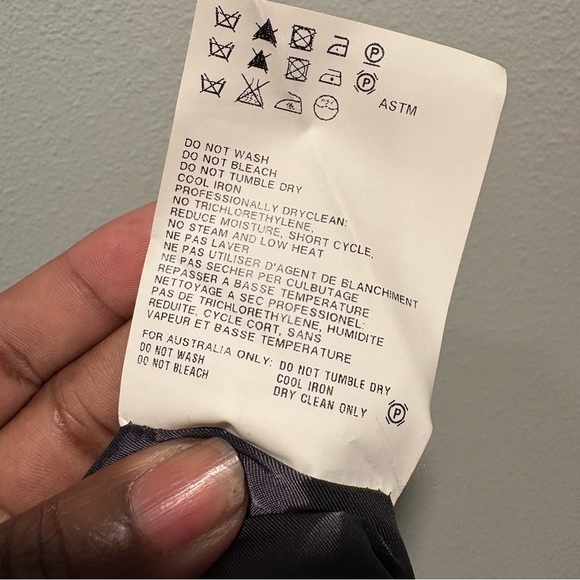 P
P
ASTM
DO NOT WASH
DO NOT BLEACH
DO NOT TUMBLE DRY
COOL IRON
PROFESSIONALLY DRYCLEAN:
NO TRICHLORETHYLENE,
REDUCE MOISTURE, SHORT CYCLE,
NO STEAM AND LOW HEAT
NE PAS LAVER
NE PAS UTILISER D'AGENT DE BLANCHIMENT
NE PAS SECHER PER CULBUTAGE
REPASSER A BASSE TEMPERATURE
NETTOYAGE A SEC PROFESSIONEL:
PAS DE TRICHLORETHYLENE, HUMIDITE
REDUITE, CYCLE CORT, SANS
VAPEUR ET BASSE TEMPERATURE
FOR AUSTRALIA ONLY: DO NOT TUMBLE DRY
DO NOT WASH COOL IRON
DO NOT BLEACH DRY CLEAN ONLY P